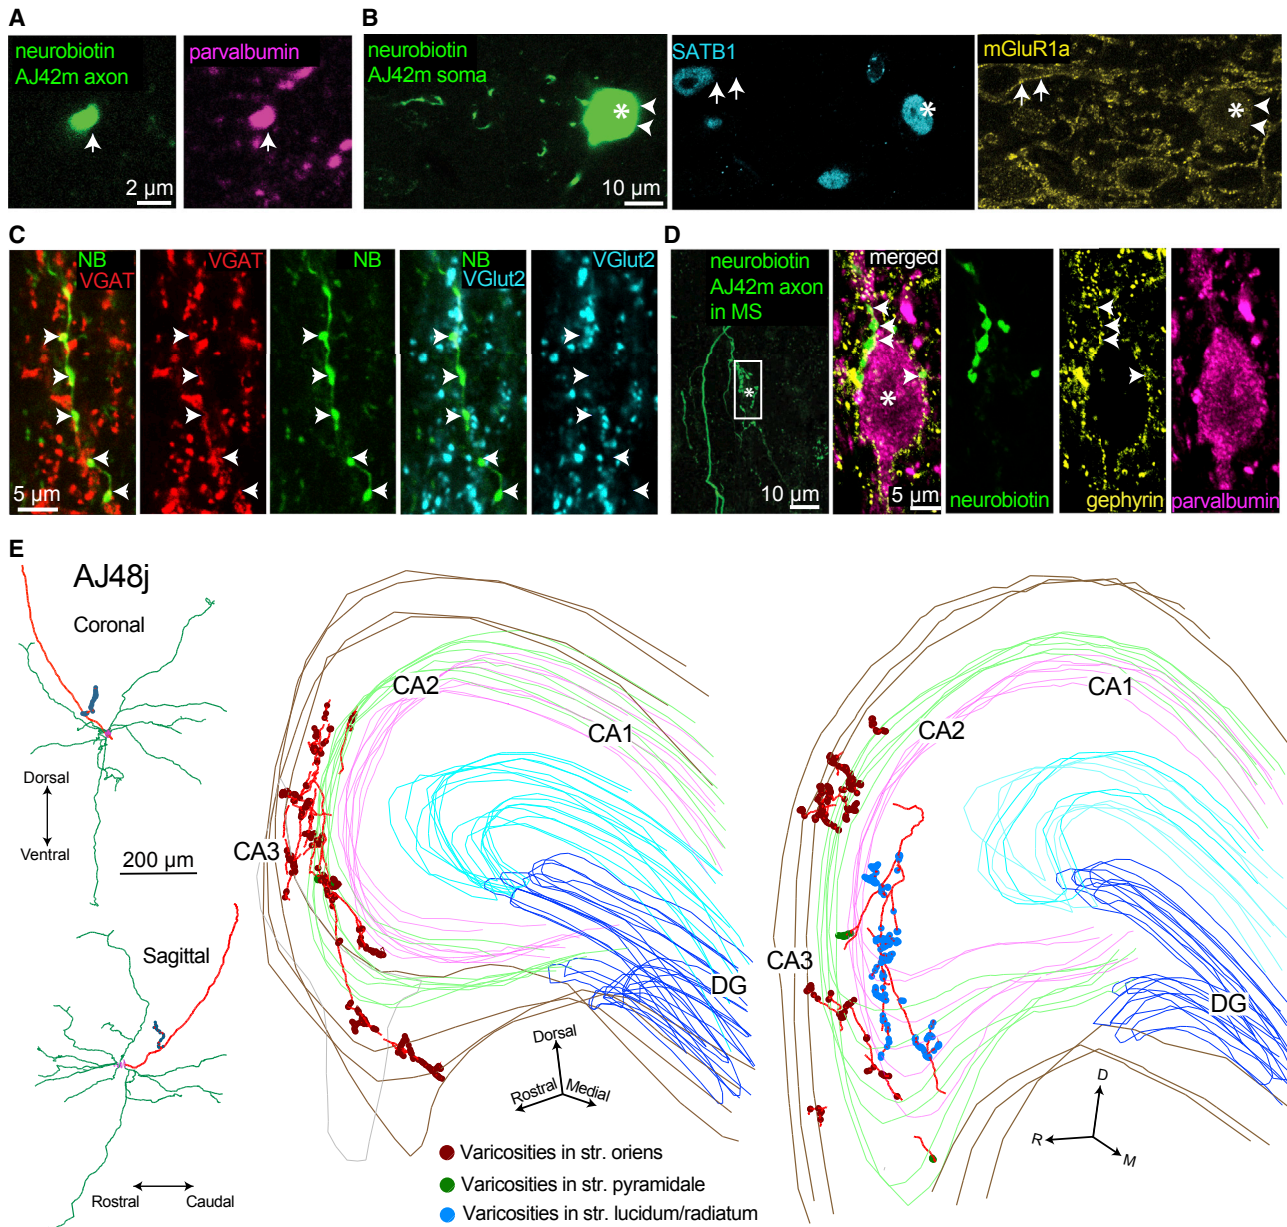 A
neurobiotin
AJ42m axon
2 µm
parvalbumin
B
neurobiotin
AJ42m soma
*
10 µm
SATB1
*
mGluR1a
*
C
NB
VGAT
5 µm
VGAT
NB
NB
VGlut2
VGlut2
D
neurobiotin
AJ42m axon
in MS
*
10 µm
merged
*
5 µm
neurobiotin
gephyrin
parvalbumin
E
AJ48j
Coronal
Dorsal
Ventral
200 µm
Sagittal
Rostral
Caudal
CA2
CA1
CA3
DG
Dorsal
Rostral
Medial
CA1
CA2
CA3
DG
D
R
M
Varicosities in str. oriens
Varicosities in str. pyramidale
Varicosities in str. lucidum/radiatum